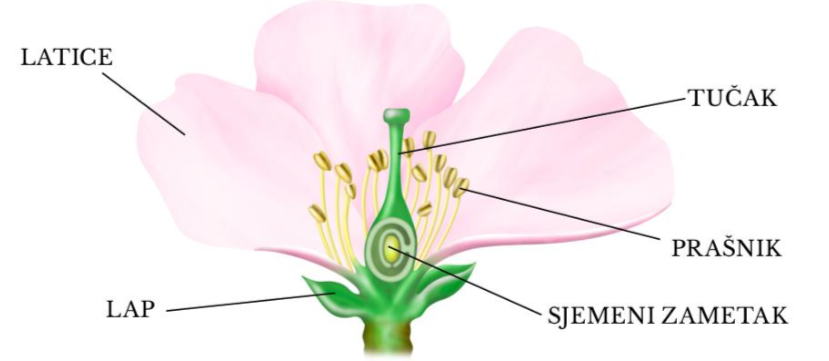 LATICE
TUČAK
PRAŠNIK
LAP
SJEMENI ZAMETAK